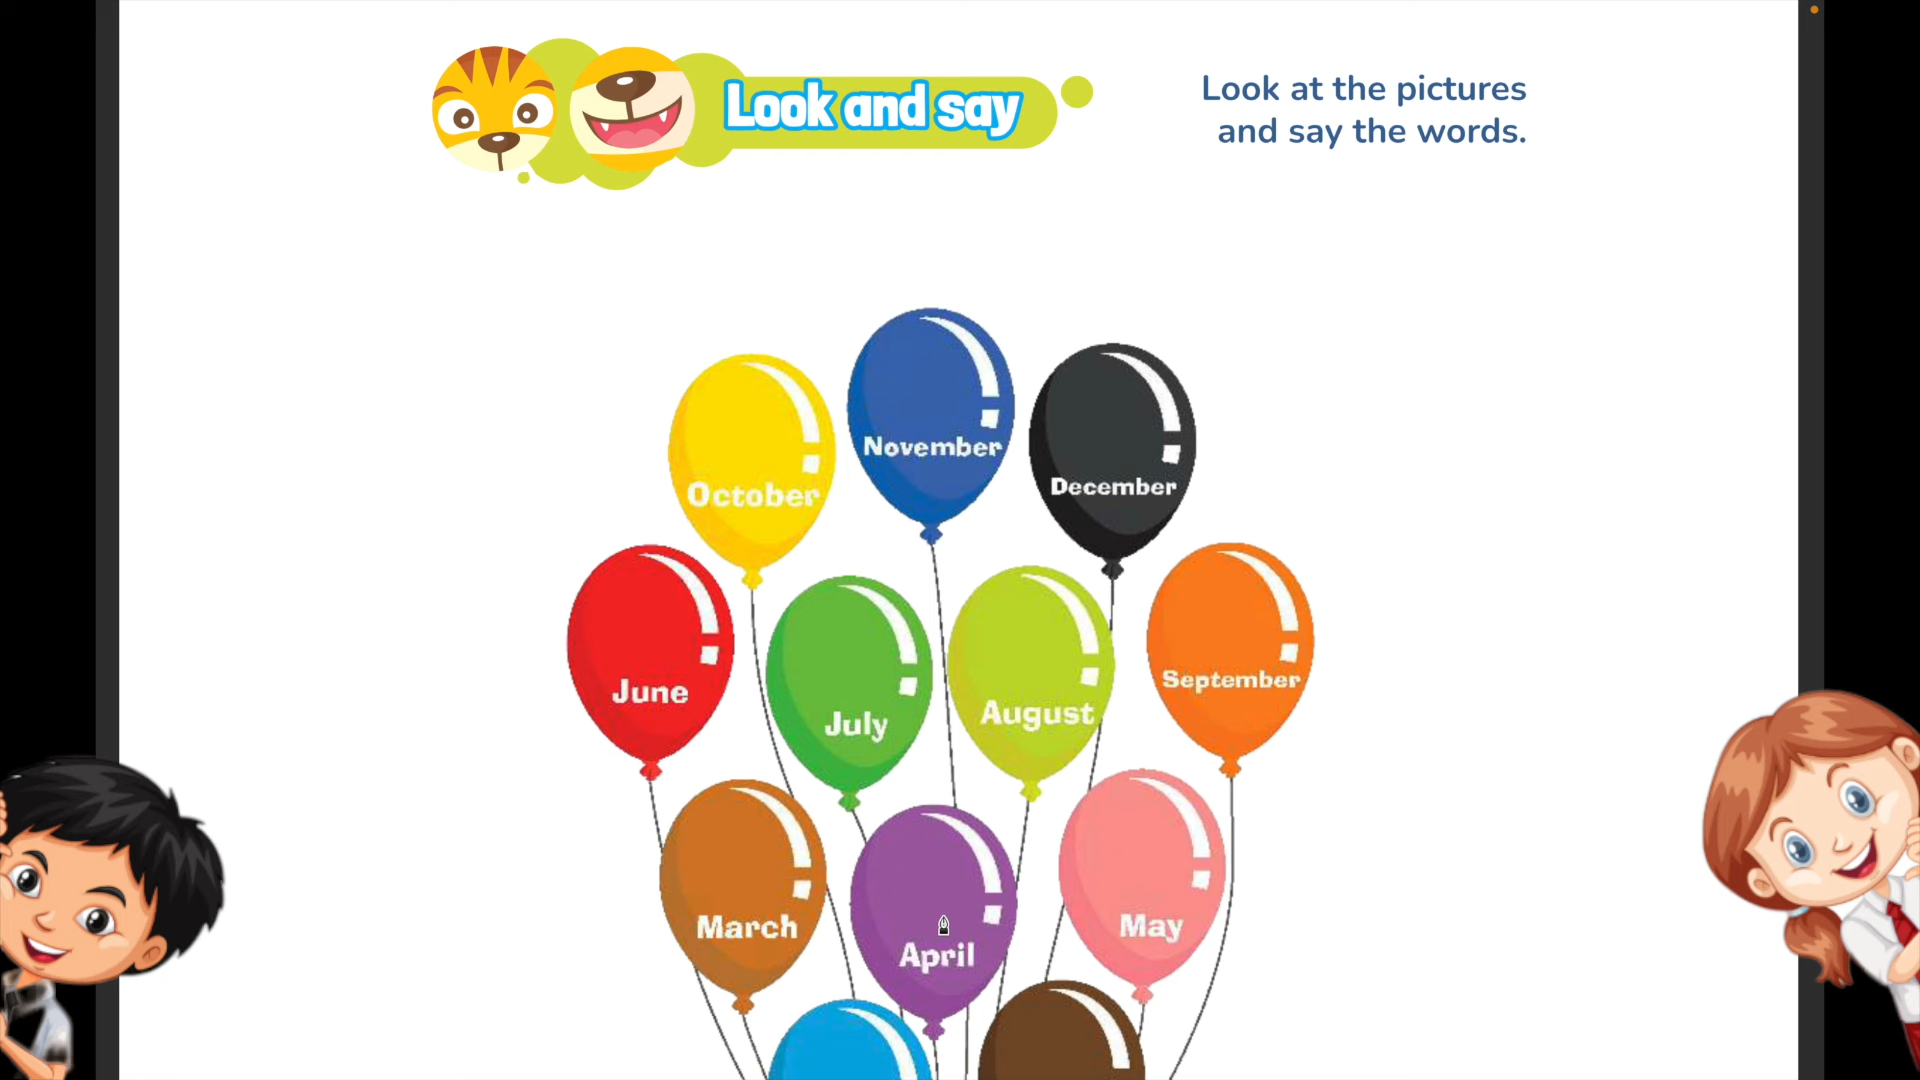 Look and say
Look at the pictures
and say the words.
November
December
October
September
June
August
July
March
May
April